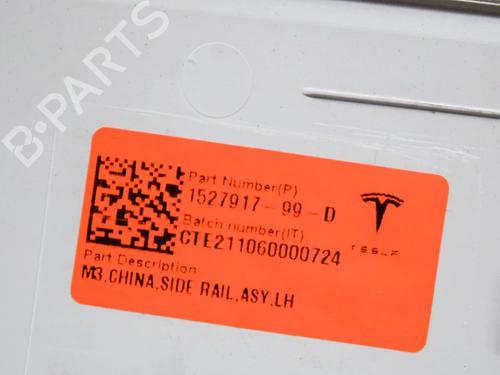 B-PARTS
Part Number(P)
1527917-99-D
Batch number(IT)
CTE211060000724
TESLA
Part Description
M3,CHINA,SIDE RAIL,ASY,LH